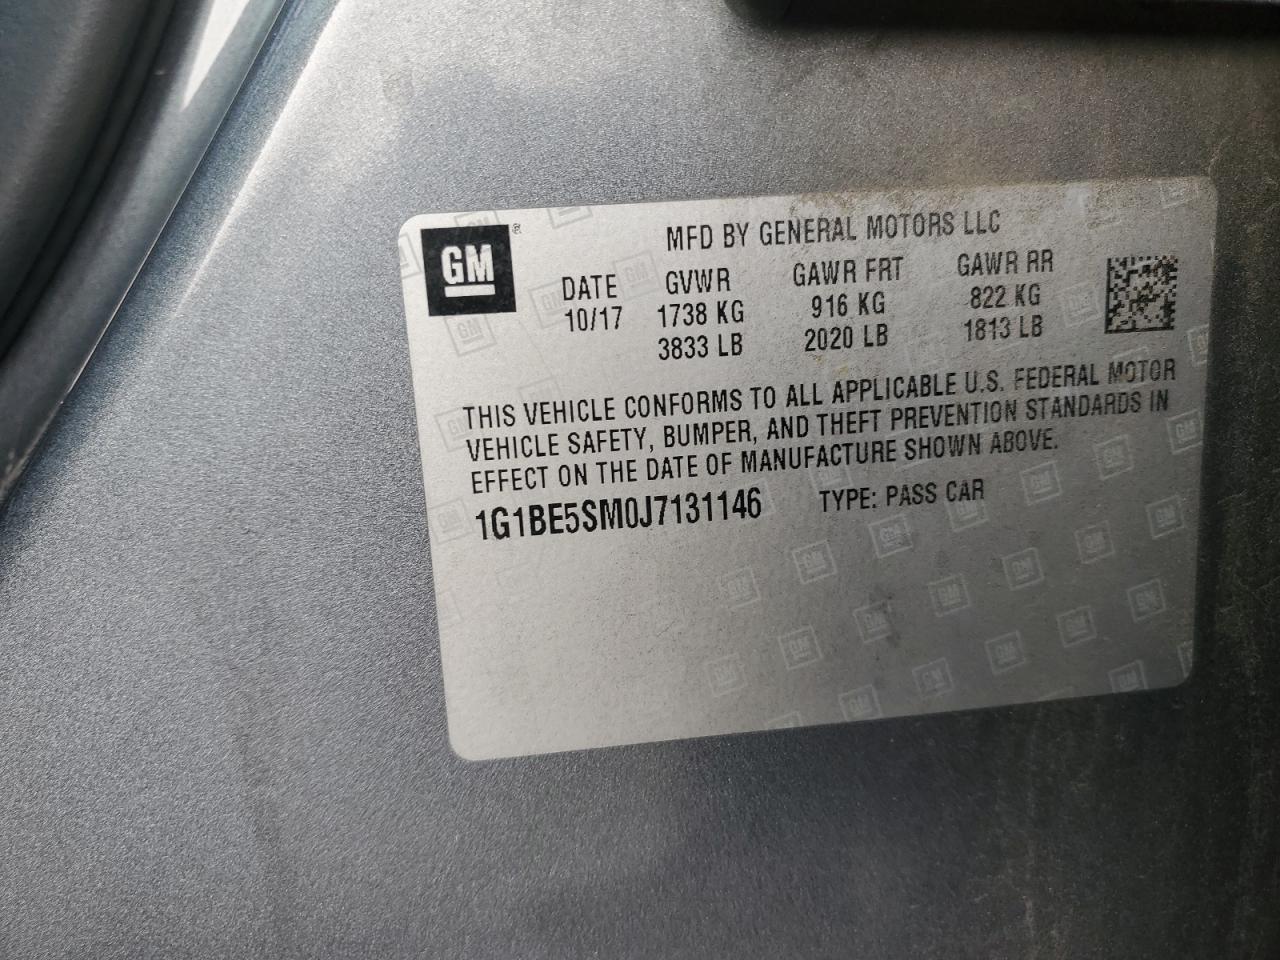 GM ®
MFD BY GENERAL MOTORS LLC
DATE GVWR GAWR FRT GAWR RR
10/17 1738 KG 916 KG 822 KG
3833 LB 2020 LB 1813 LB
THIS VEHICLE CONFORMS TO ALL APPLICABLE U.S. FEDERAL MOTOR
VEHICLE SAFETY, BUMPER, AND THEFT PREVENTION STANDARDS IN
EFFECT ON THE DATE OF MANUFACTURE SHOWN ABOVE.
1G1BE5SM0J7131146 TYPE: PASS CAR